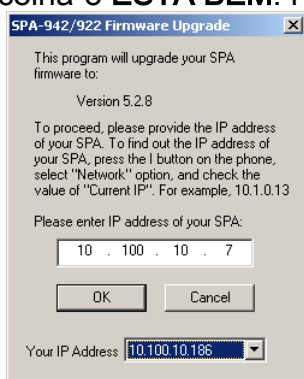 ESTÁ BEM.
SPA-942/922 Firmware Upgrade
This program will upgrade your SPA
firmware to:
Version 5.2.8
To proceed, please provide the IP address
of your SPA. To find out the IP address of
your SPA, press the I button on the phone,
select "Network" option, and check the
value of "Current IP". For example, 10.1.0.13
Please enter IP address of your SPA:
10 . 100 . 10 . 7
OK Cancel
Your IP Address 10.100.10.186